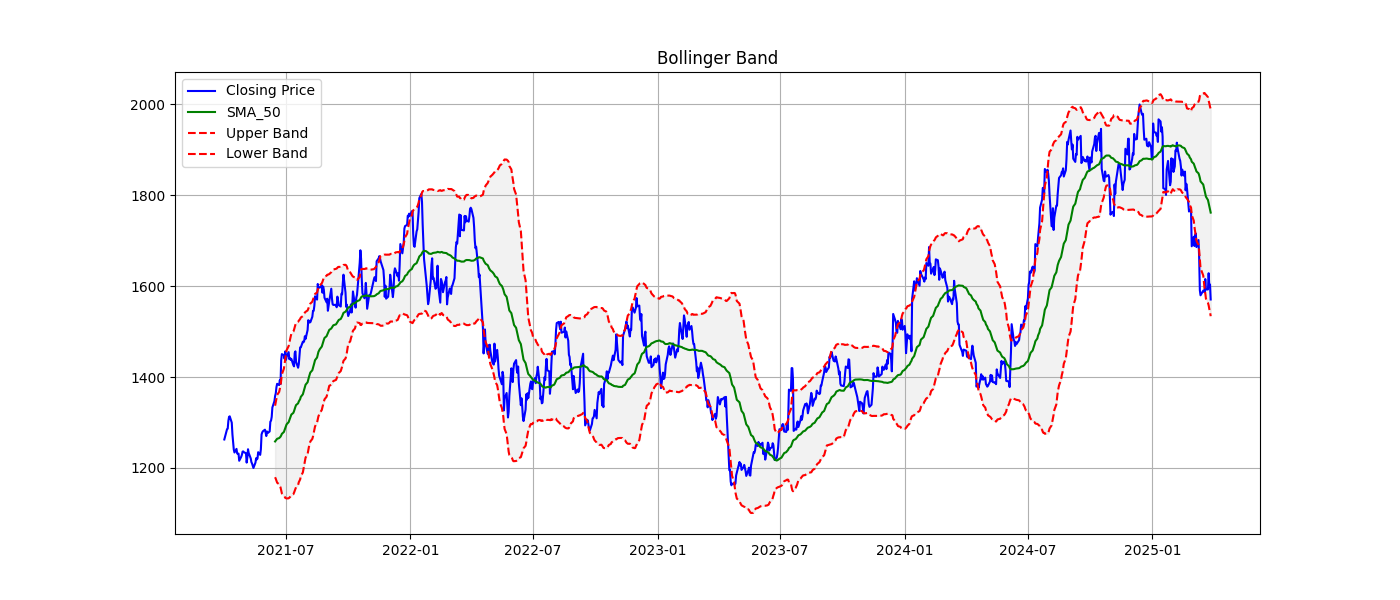 Bollinger Band
Closing Price
SMA_50
Upper Band
Lower Band
2000
1800
1600
1400
1200
2021-07 2022-01 2022-07 2023-01 2023-07 2024-01 2024-07 2025-01